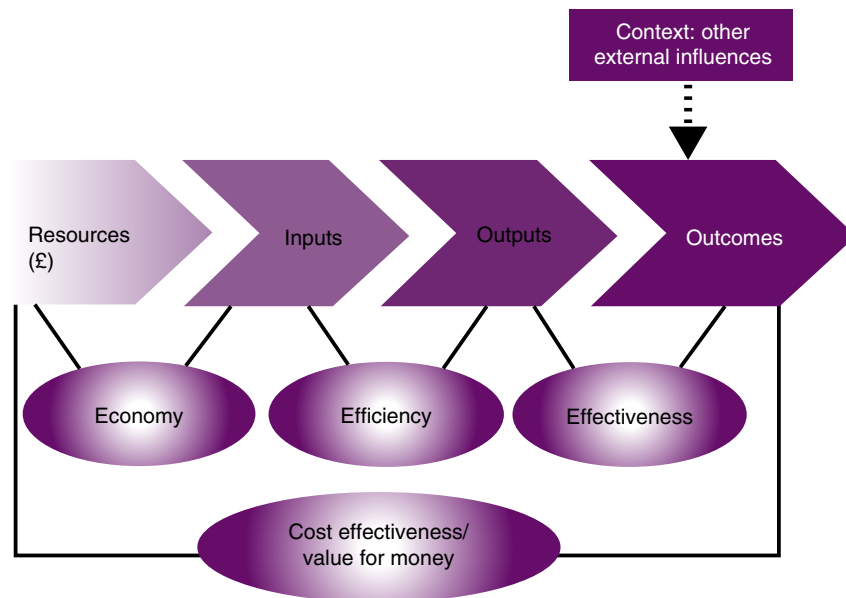 Context: other
external influences
Resources
(£)
Inputs
Outputs
Outcomes
Economy
Efficiency
Effectiveness
Cost effectiveness/
value for money